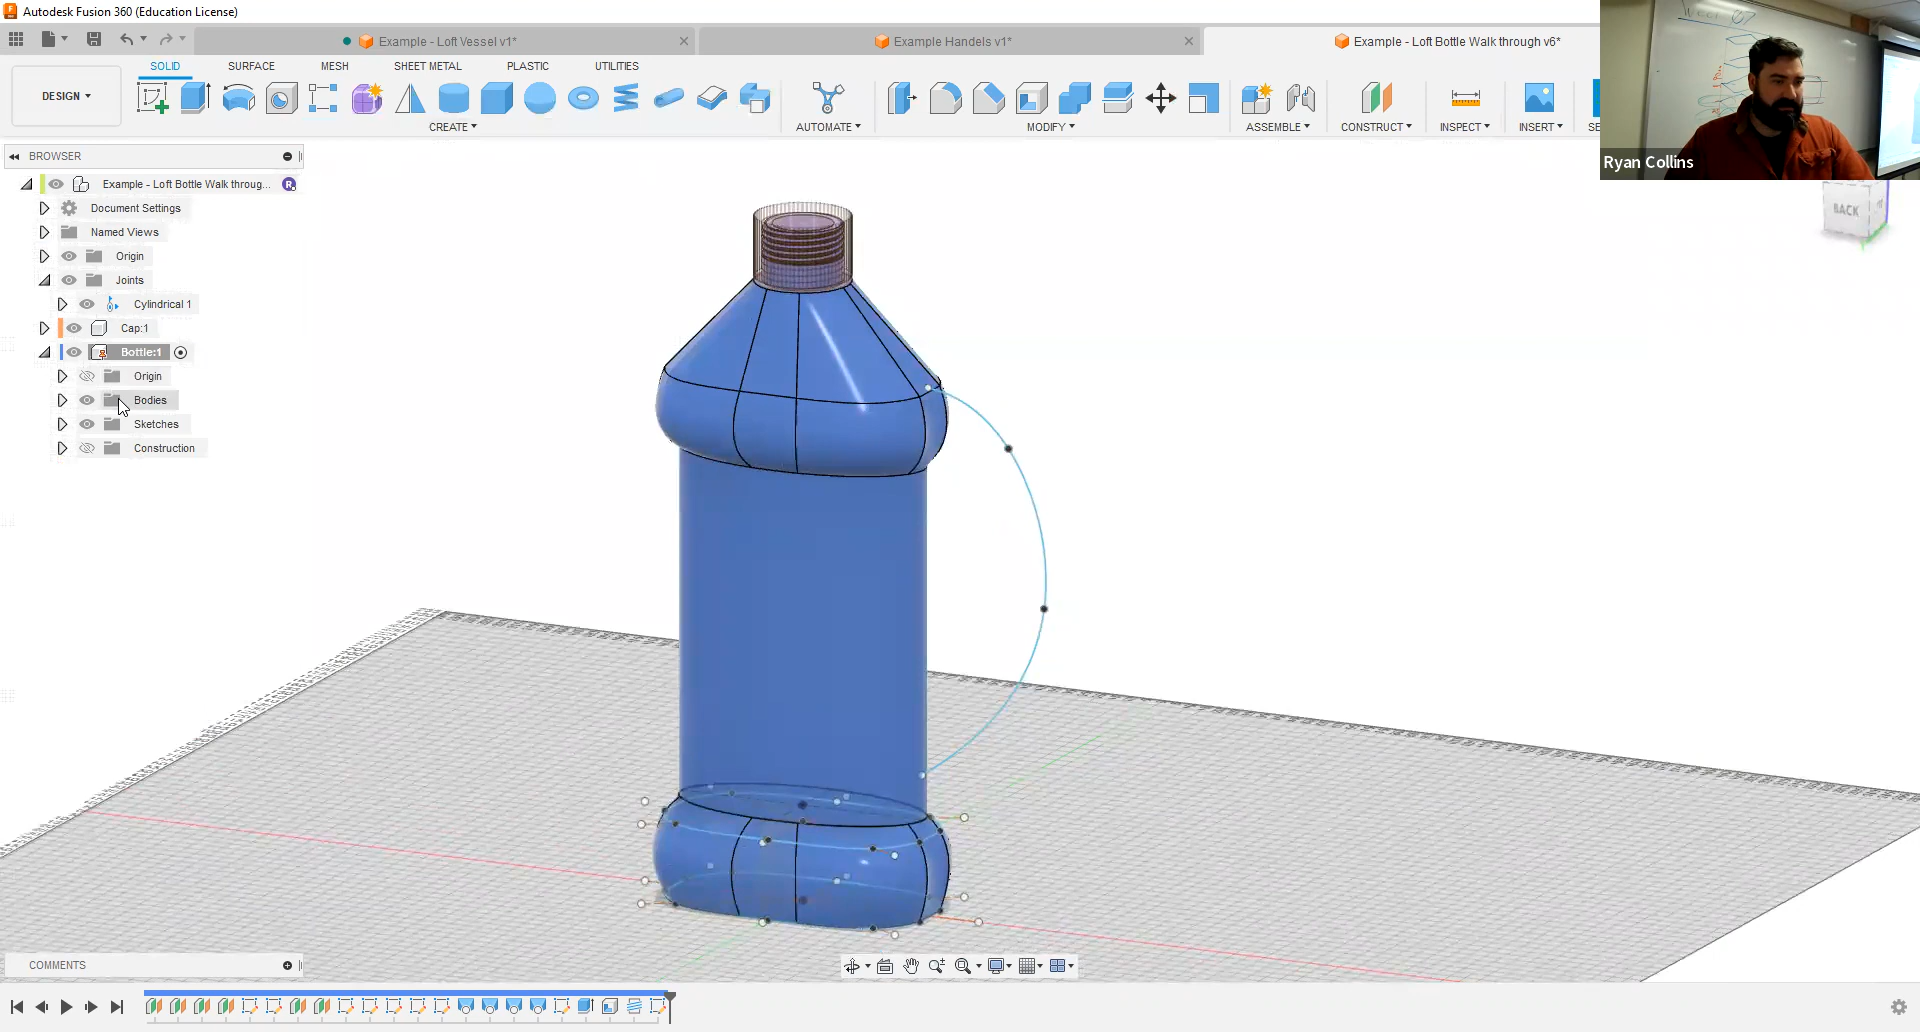 Autodesk Fusion 360 (Education License)
Example - Loft Vessel v1*
Example Handels v1*
Example - Loft Bottle Walk through v6*
DESIGN
SOLID
SURFACE
MESH
SHEET METAL
PLASTIC
UTILITIES
CREATE
AUTOMATE
MODIFY
ASSEMBLE
CONSTRUCT
INSPECT
INSERT
SE
Ryan Collins
BACK
BROWSER
Example - Loft Bottle Walk throug...
R
Document Settings
Named Views
Origin
Joints
Cylindrical 1
Cap:1
Bottle:1
Origin
Bodies
Sketches
Construction
COMMENTS